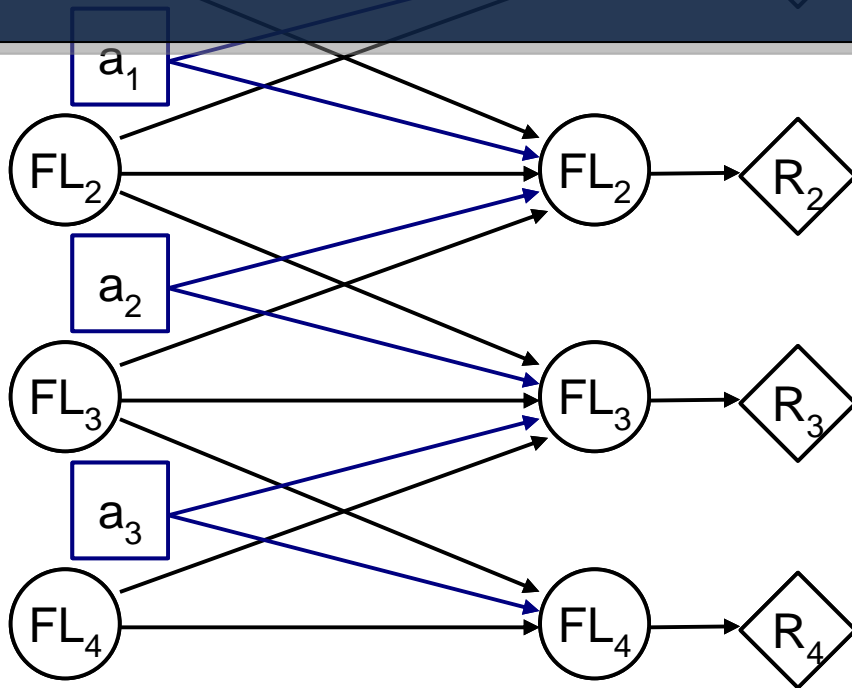 a₁
FL₂ FL₂ R₂
a₂
FL₃ FL₃ R₃
a₃
FL₄ FL₄ R₄